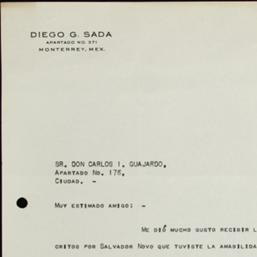 DIEGO G. SADA
APARTADO NO. 371
MONTERREY, MEX.
SR. DON CARLOS I. GUAJARDO,
APARTADO No. 176,
CIUDAD. -
MUY ESTIMADO AMIGO: -
ME DIÓ MUCHO GUSTO RECIBIR L
CRITOS POR SALVADOR NOVO QUE TUVISTE LA AMABILIDA